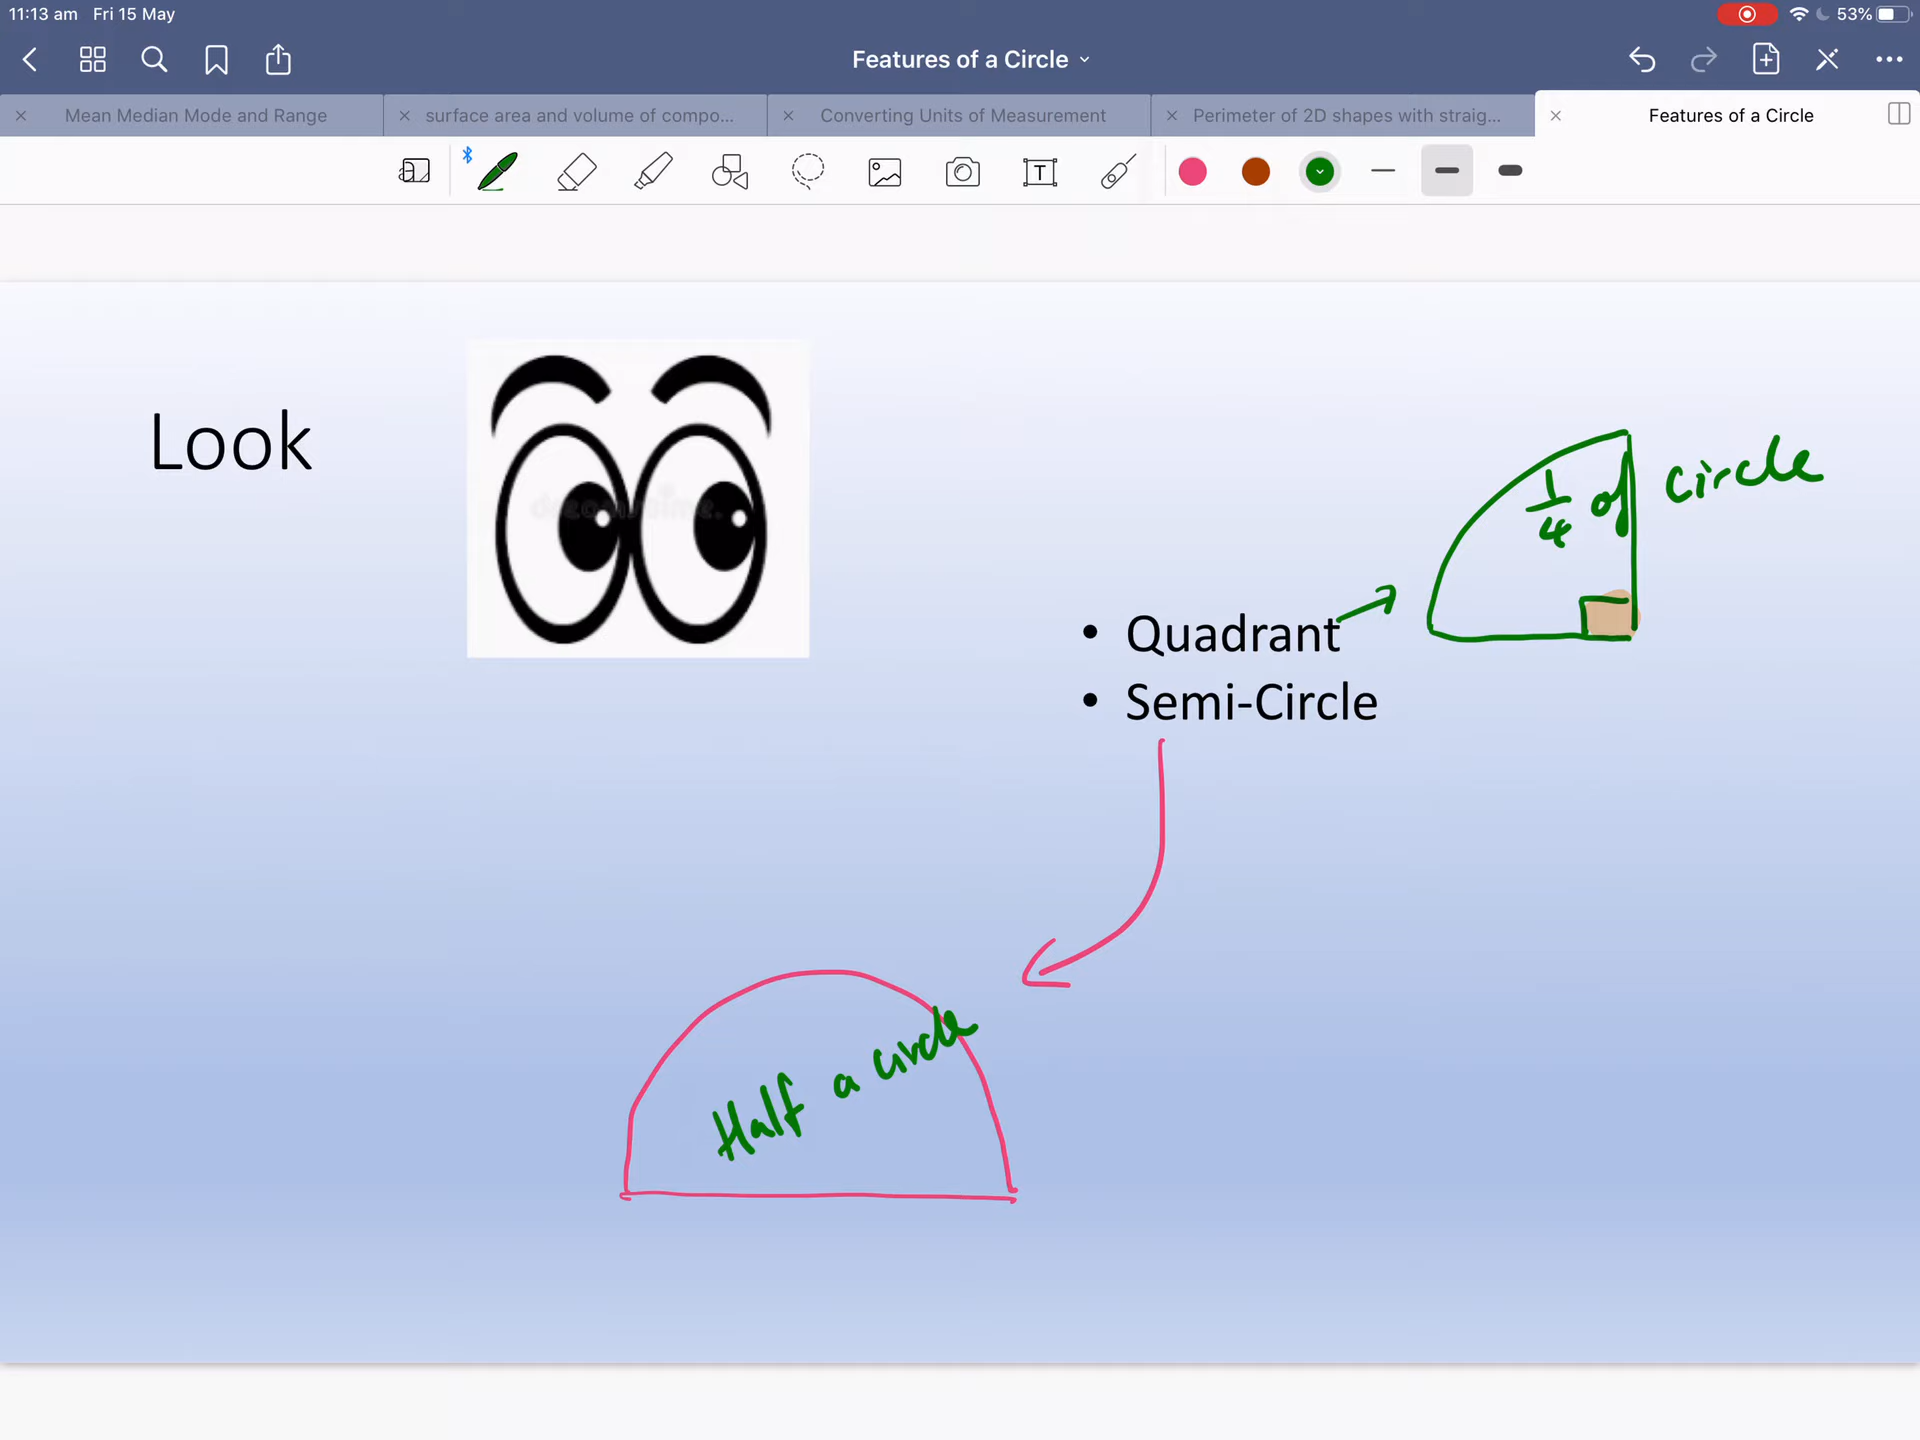 11:13 am Fri 15 May
53%
Features of a Circle
Mean Median Mode and Range
surface area and volume of compo...
Converting Units of Measurement
Perimeter of 2D shapes with straig...
Features of a Circle
T
Look
1/4 of circle
• Quadrant
• Semi-Circle
Half a circle